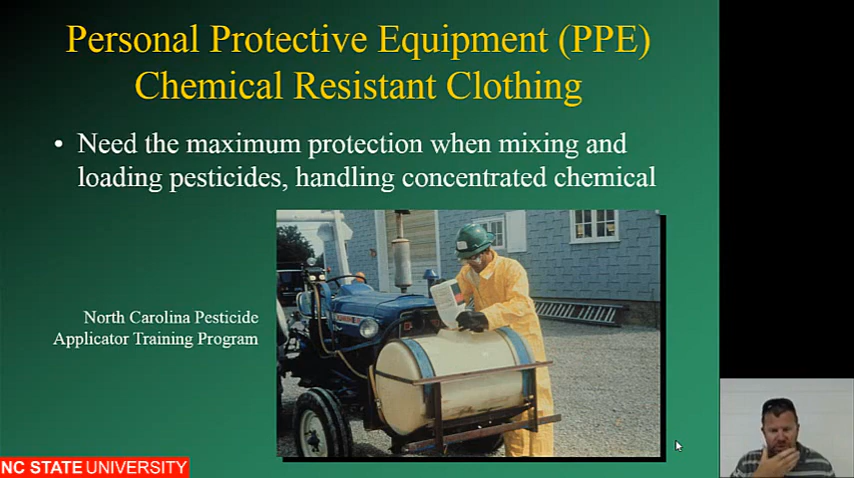 Personal Protective Equipment (PPE)
Chemical Resistant Clothing
• Need the maximum protection when mixing and
loading pesticides, handling concentrated chemical
North Carolina Pesticide
Applicator Training Program
NC STATE UNIVERSITY